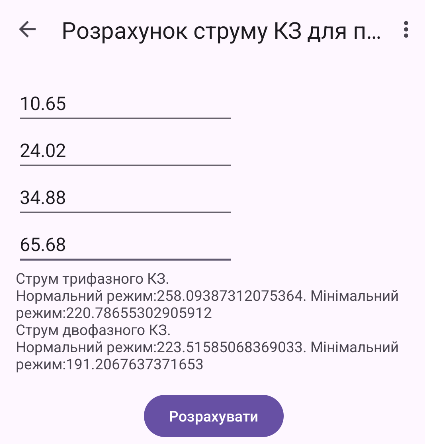 Розрахунок струму КЗ для п...
10.65
24.02
34.88
65.68
Струм трифазного КЗ.
Нормальний режим:258.09387312075364. Мінімальний
режим:220.78655302905912
Струм двофазного КЗ.
Нормальний режим:223.51585068369033. Мінімальний
режим:191.2067637371653
Розрахувати